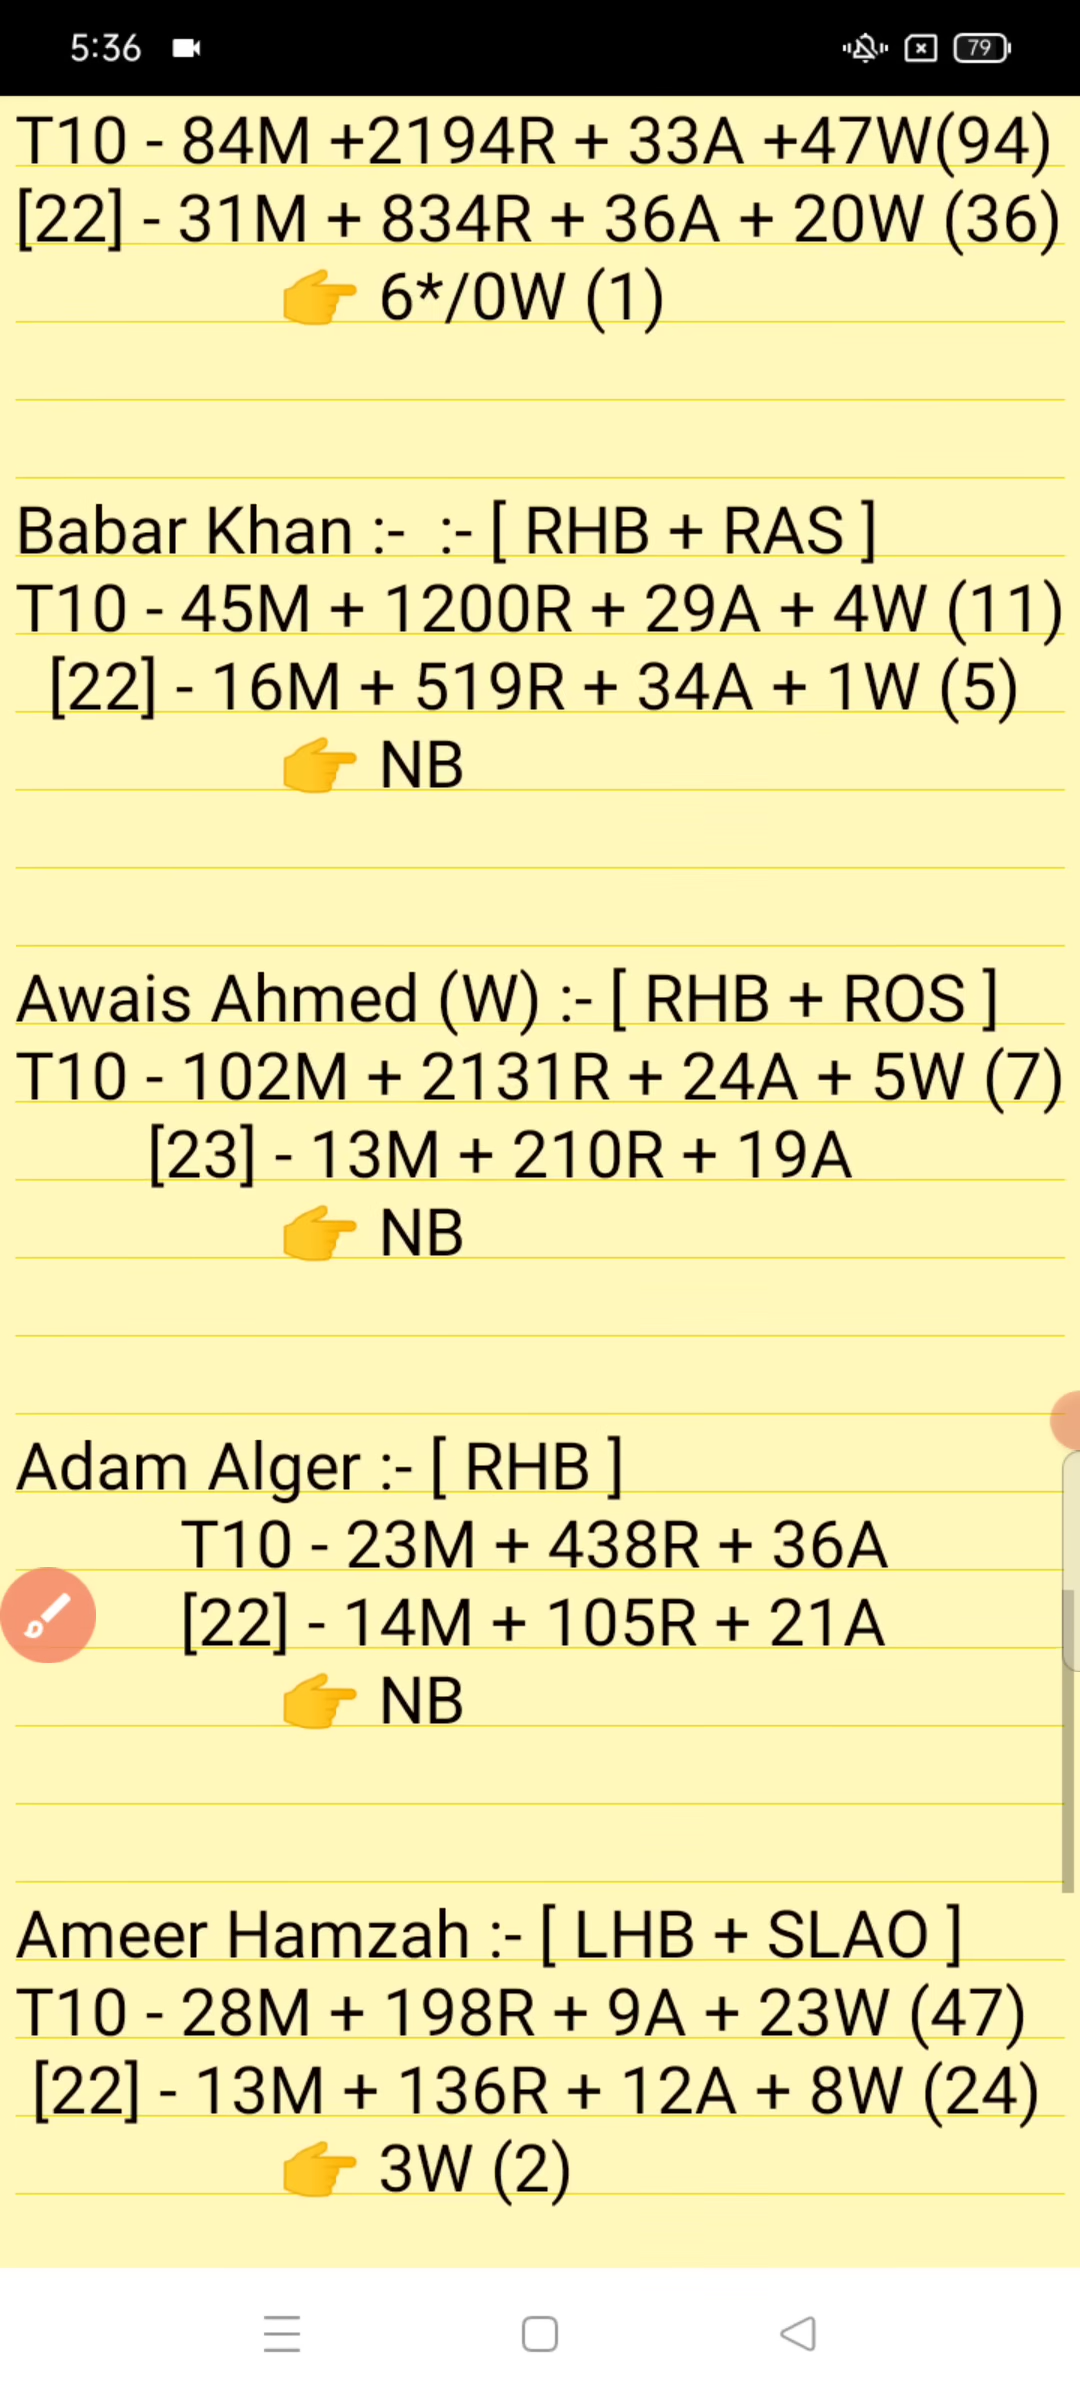 5:36
79
T10 - 84M +2194R + 33A +47W(94)
[22] - 31M + 834R + 36A + 20W (36)
👉 6*/0W (1)
Babar Khan :-  :- [ RHB + RAS ]
T10 - 45M + 1200R + 29A + 4W (11)
[22] - 16M + 519R + 34A + 1W (5)
👉 NB
Awais Ahmed (W) :- [ RHB + ROS ]
T10 - 102M + 2131R + 24A + 5W (7)
[23] - 13M + 210R + 19A
👉 NB
Adam Alger :- [ RHB ]
T10 - 23M + 438R + 36A
[22] - 14M + 105R + 21A
👉 NB
Ameer Hamzah :- [ LHB + SLAO ]
T10 - 28M + 198R + 9A + 23W (47)
[22] - 13M + 136R + 12A + 8W (24)
👉 3W (2)